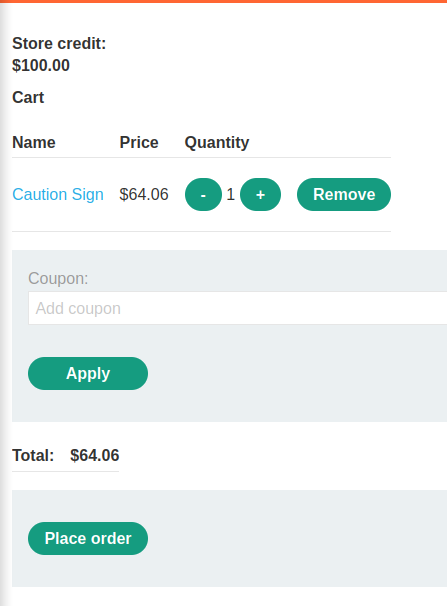 Store credit:
$100.00
Cart
Name Price Quantity
Caution Sign $64.06 - 1 + Remove
Coupon:
Add coupon
Apply
Total: $64.06
Place order